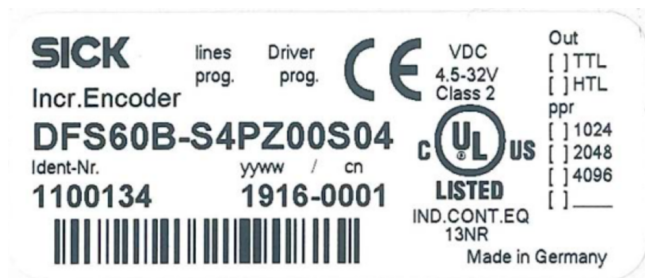 SICK
lines Driver
prog. prog.
CE
VDC
4.5-32V
Class 2
Out
[ ]TTL
[ ]HTL
ppr
[ ]1024
[ ]2048
[ ]4096
[ ]___
Incr.Encoder
DFS60B-S4PZ00S04
Ident-Nr. yyww / cn
1100134 1916-0001
C UL US
LISTED
IND.CONT.EQ
13NR
Made in Germany